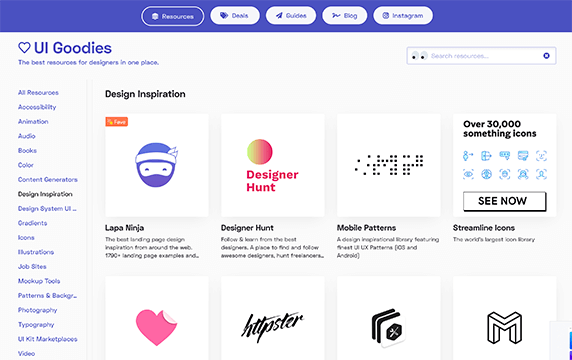 Resources
Deals
Guides
Blog
Instagram
UI Goodies
The best resources for designers in one place.
Search resources...
All Resources
Accessibility
Animation
Audio
Books
Color
Content Generators
Design Inspiration
Design System UI ...
Gradients
Icons
Illustrations
Job Sites
Mockup Tools
Patterns & Backgr...
Photography
Typography
UI Kit Marketplaces
Video
Design Inspiration
Fave
Lapa Ninja
The best landing page design
inspiration from around the web.
1790+ landing page examples and...
Designer
Hunt
Designer Hunt
Follow & learn from the best
designers. A place to find and follow
awesome designers, hunt freelancers...
Mobile Patterns
A design inspirational library featuring
finest UI UX Patterns (iOS and
Android)
Over 30,000
something icons
SEE NOW
Streamline Icons
The world's largest icon library
httpster